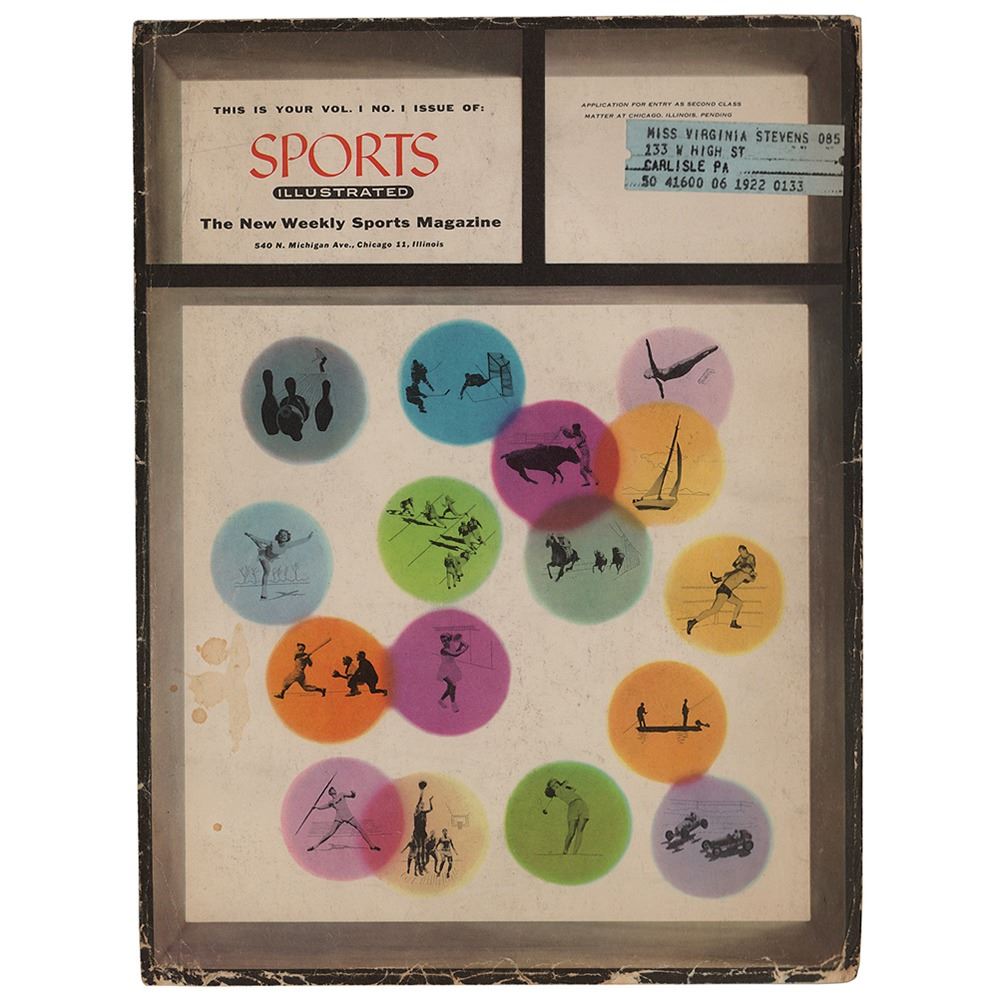 THIS IS YOUR VOL. I NO. I ISSUE OF:
SPORTS
ILLUSTRATED
The New Weekly Sports Magazine
540 N. Michigan Ave., Chicago 11, Illinois
APPLICATION FOR ENTRY AS SECOND CLASS
MATTER AT CHICAGO, ILLINOIS, PENDING
MISS VIRGINIA STEVENS 085
133 W HIGH ST
CARLISLE PA
50 41600 06 1922 0133